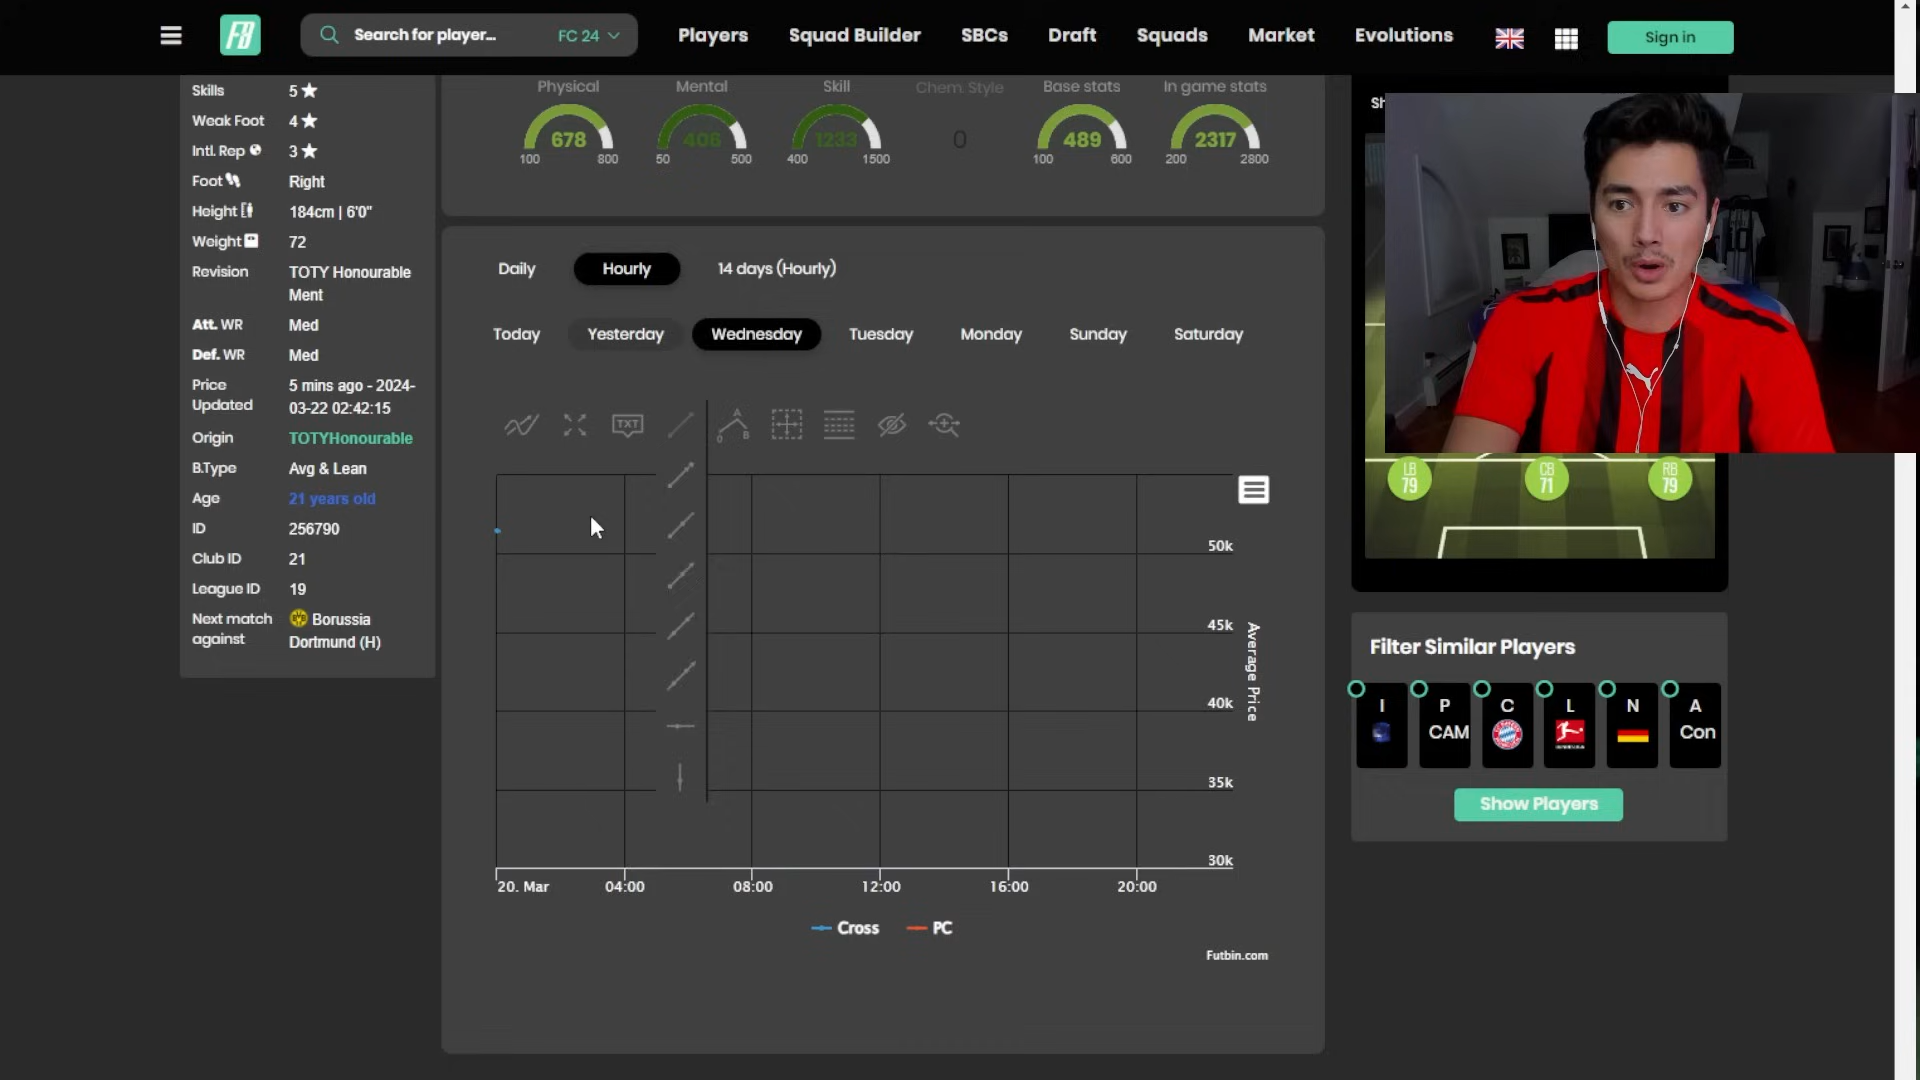 F8
Search for player...
FC 24
Players
Squad Builder
SBCs
Draft
Squads
Market
Evolutions
Sign in
Skills 5
Weak Foot 4
Intl. Rep 3
Foot Right
Height 184cm | 6'0"
Weight 72
Revision TOTY Honourable
Ment
Att. WR Med
Def. WR Med
Price 5 mins ago - 2024-
Updated 03-22 02:42:15
Origin TOTYHonourable
B.Type Avg & Lean
Age 21 years old
ID 256790
Club ID 21
League ID 19
Next match Borussia
against Dortmund (H)
Physical Mental Skill Chem. Style Base stats In game stats
678 406 1233 0 489 2317
100 800 50 500 400 1500 100 600 200 2800
Daily Hourly 14 days (Hourly)
Today Yesterday Wednesday Tuesday Monday Sunday Saturday
TXT
A
0 B
50k
45k
40k
35k
30k
Average Price
20. Mar 04:00 08:00 12:00 16:00 20:00
Cross PC
Futbin.com
Sh
LB CB RB
79 71 79
Filter Similar Players
I P C L N A
CAM Con
Show Players